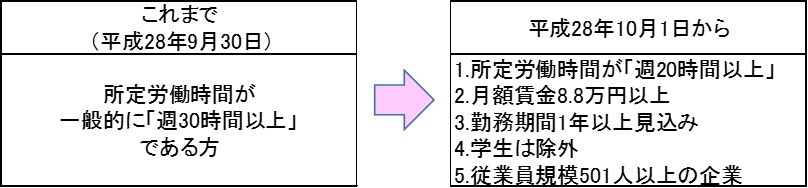 これまで
（平成28年9月30日）
所定労働時間が
一般的に「週30時間以上」
である方
平成28年10月1日から
1.所定労働時間が「週20時間以上」
2.月額賃金8.8万円以上
3.勤務期間1年以上見込み
4.学生は除外
5.従業員規模501人以上の企業